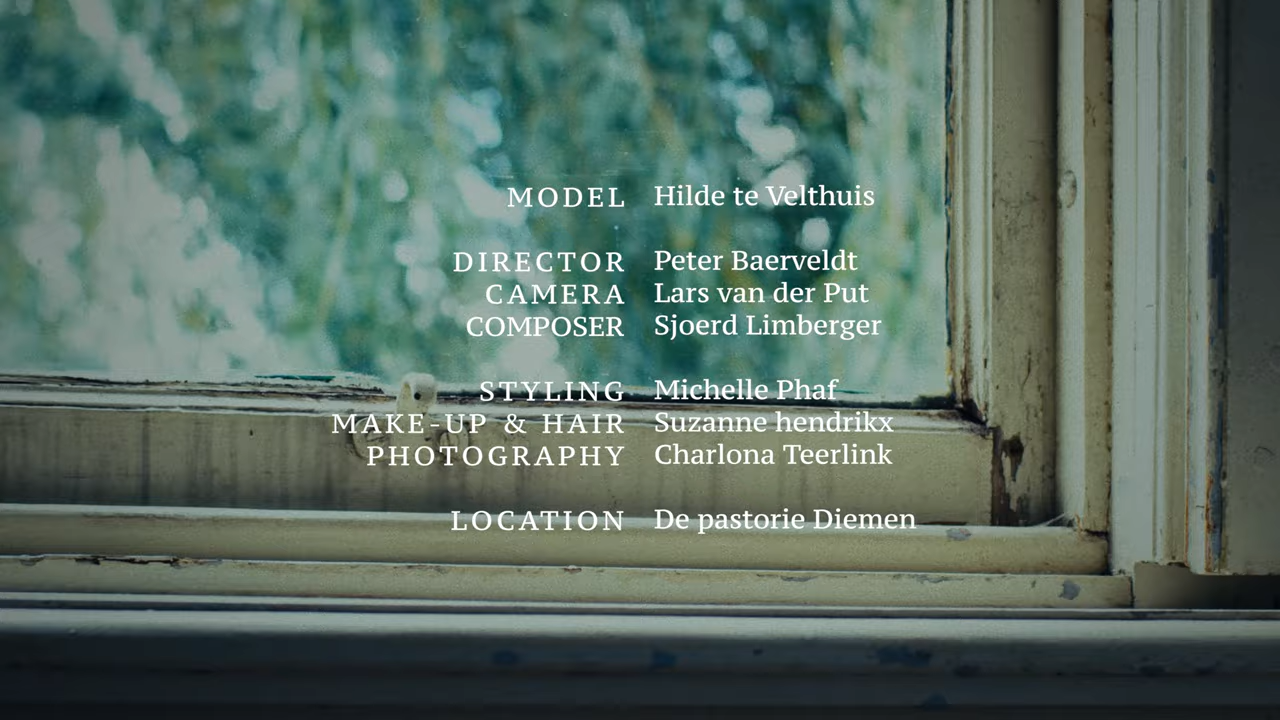 MODEL Hilde te Velthuis
DIRECTOR Peter Baerveldt
CAMERA Lars van der Put
COMPOSER Sjoerd Limberger
STYLING Michelle Phaf
MAKE-UP & HAIR Suzanne hendrikx
PHOTOGRAPHY Charlona Teerlink
LOCATION De pastorie Diemen